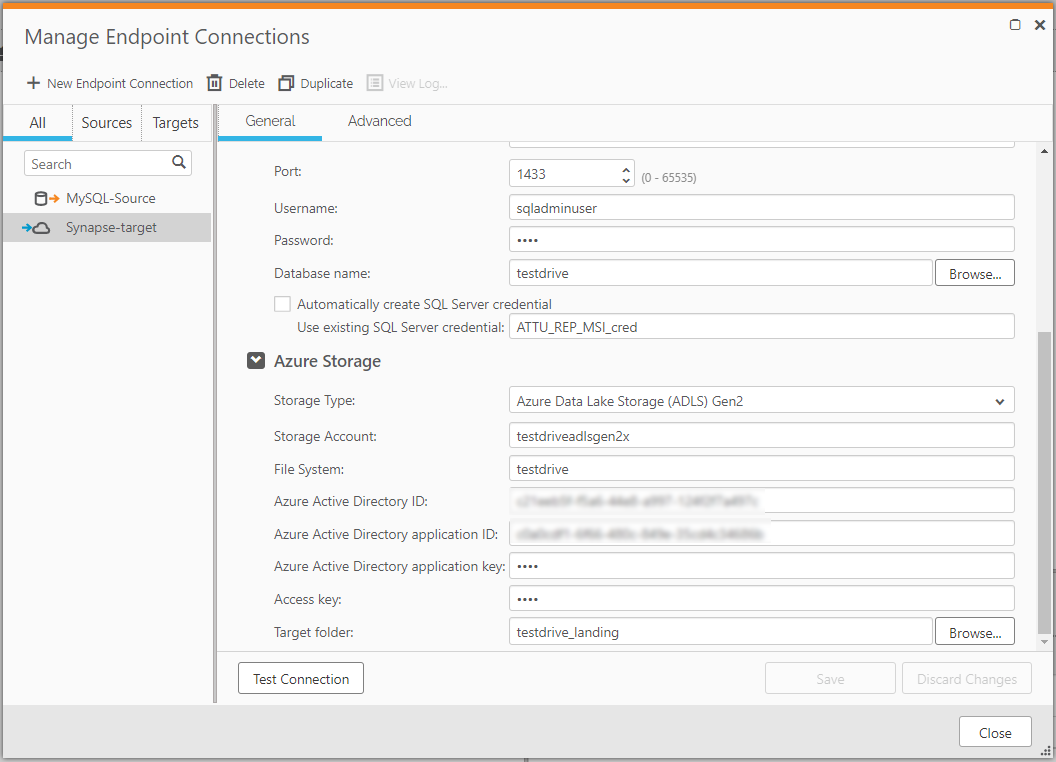 Manage Endpoint Connections
New Endpoint Connection Delete Duplicate View Log...
All Sources Targets General Advanced
Search
MySQL-Source
Synapse-target
Port: 1433 (0 - 65535)
Username: sqladminuser
Password: ••••
Database name: testdrive Browse...
Automatically create SQL Server credential
Use existing SQL Server credential: ATTU_REP_MSI_cred
Azure Storage
Storage Type: Azure Data Lake Storage (ADLS) Gen2
Storage Account: testdriveadlsgen2x
File System: testdrive
Azure Active Directory ID:
Azure Active Directory application ID:
Azure Active Directory application key: ••••
Access key: ••••
Target folder: testdrive_landing Browse...
Test Connection Save Discard Changes
Close